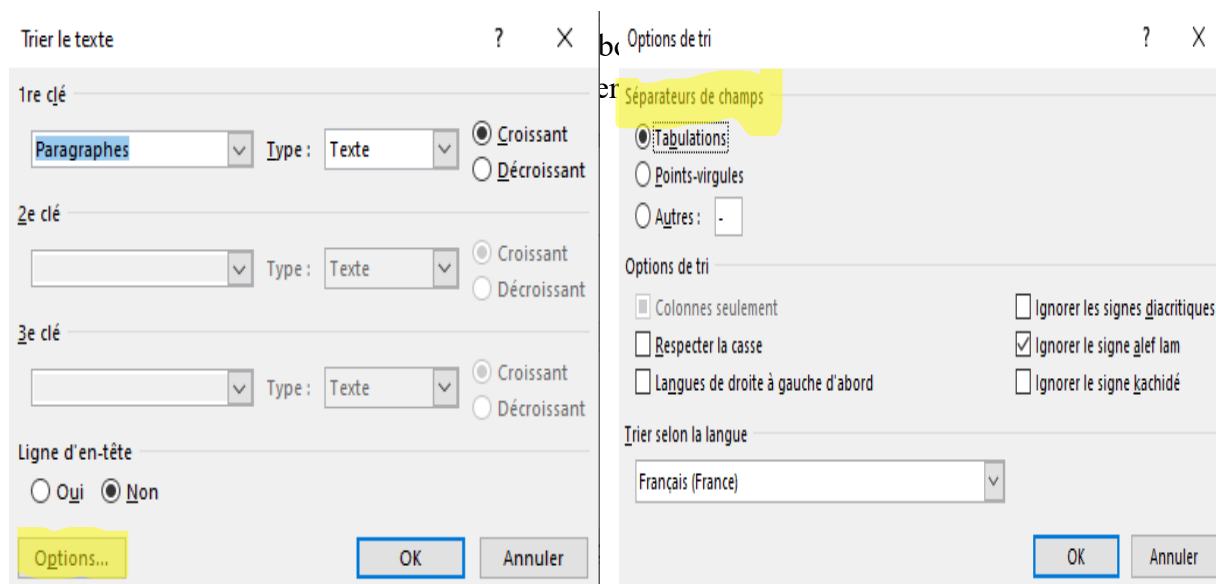 Trier le texte ? X
1re clé
Paragraphes Type : Texte Croissant
Décroissant
2e clé
Type : Texte Croissant
Décroissant
3e clé
Type : Texte Croissant
Décroissant
Ligne d'en-tête
Oui Non
Options... OK Annuler
Options de tri ? X
Séparateurs de champs
Tabulations
Points-virgules
Autres : -
Options de tri
Colonnes seulement Ignorer les signes diacritiques
Respecter la casse Ignorer le signe alef lam
Langues de droite à gauche d'abord Ignorer le signe kachidé
Trier selon la langue
Français (France)
OK Annuler